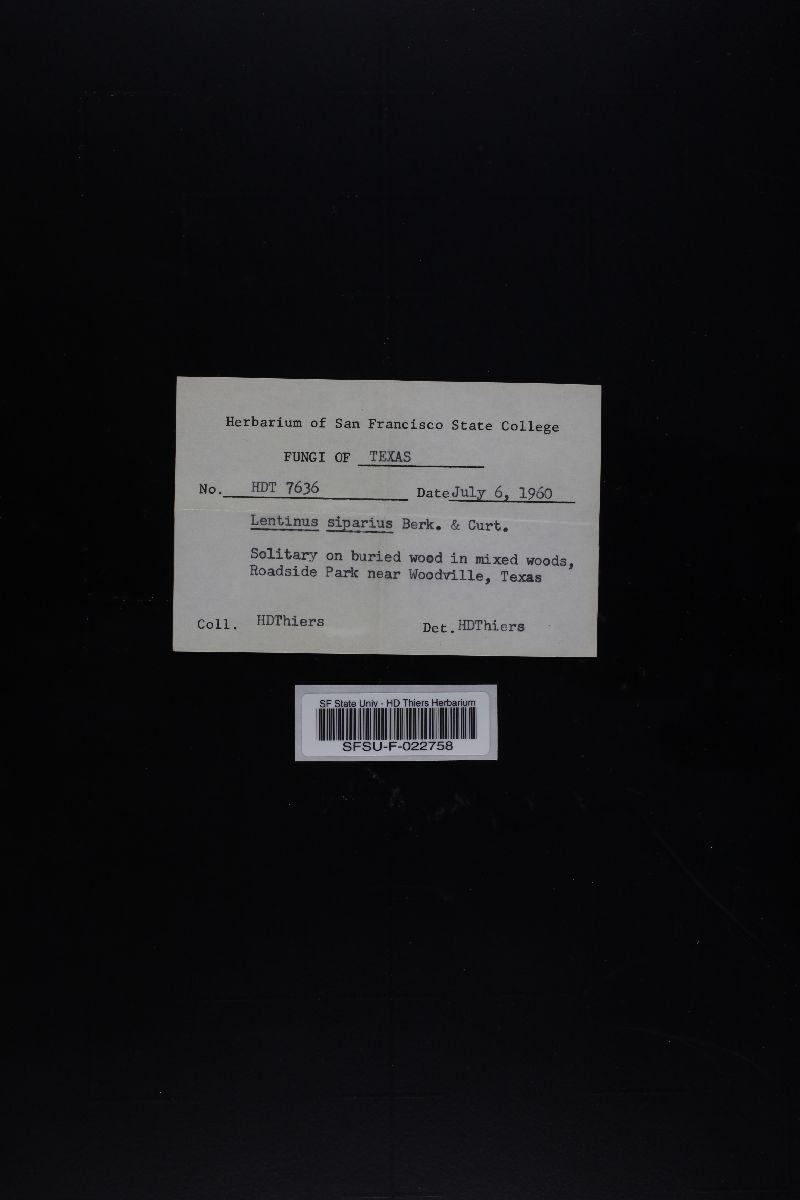 Herbarium of San Francisco State College
FUNGI OF TEXAS
No. HDT 7636 Date July 6, 1960
Lentinus siparius Berk. & Curt.
Solitary on buried wood in mixed woods,
Roadside Park near Woodville, Texas
Coll. HDThiers Det. HDThiers
SF State Univ - HD Thiers Herbarium
SFSU-F-022758